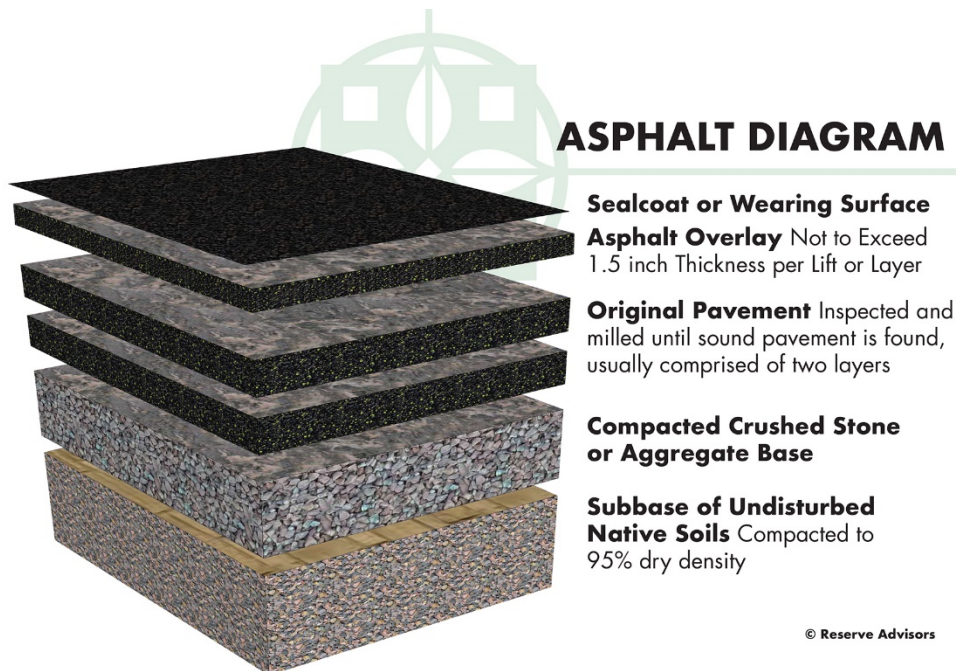 ASPHALT DIAGRAM
Sealcoat or Wearing Surface
Asphalt Overlay Not to Exceed
1.5 inch Thickness per Lift or Layer
Original Pavement Inspected and
milled until sound pavement is found,
usually comprised of two layers
Compacted Crushed Stone
or Aggregate Base
Subbase of Undisturbed
Native Soils Compacted to
95% dry density
© Reserve Advisors